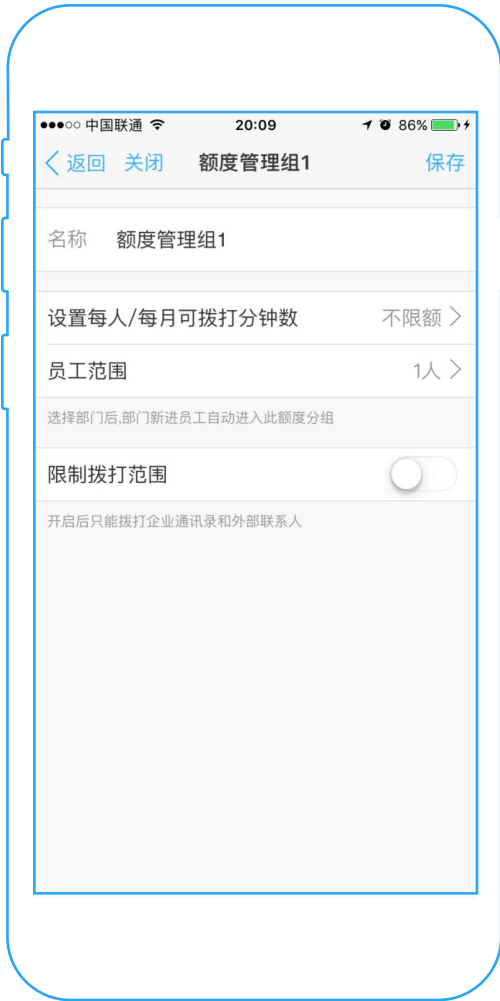 中国联通 20:09 86%
返回 关闭 额度管理组1 保存
名称 额度管理组1
设置每人/每月可拨打分钟数 不限额
员工范围 1人
选择部门后,部门新进员工自动进入此额度分组
限制拨打范围
开启后只能拨打企业通讯录和外部联系人